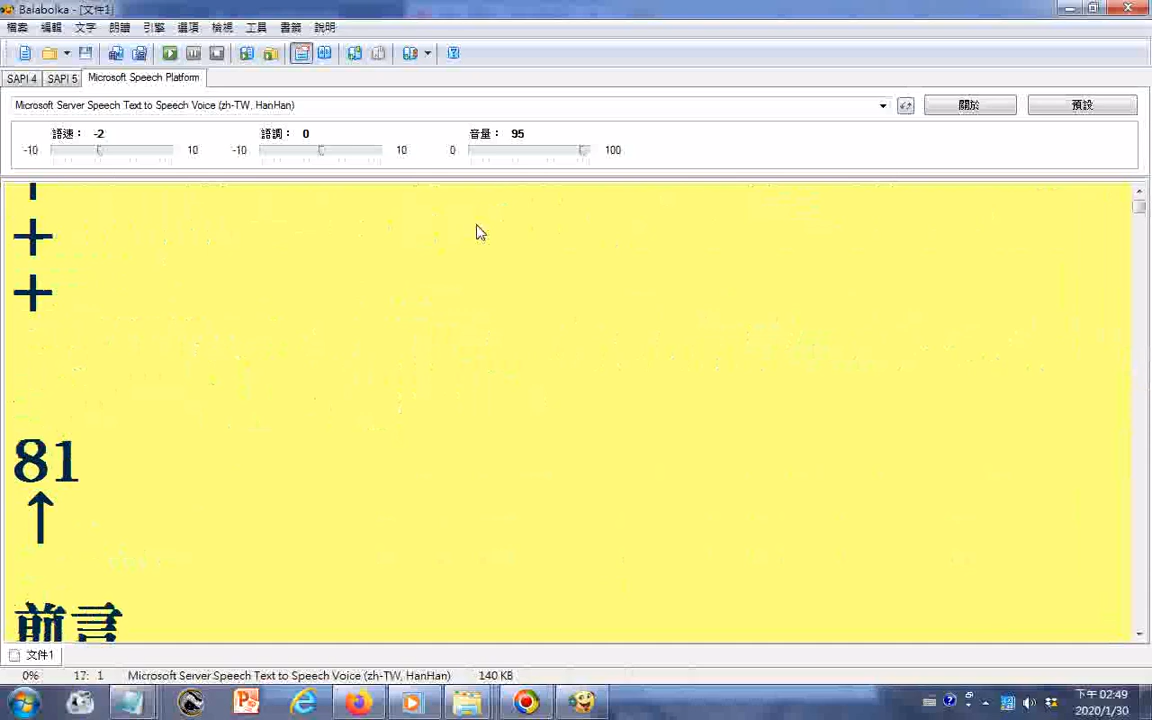 Balabolka - [文件1]
檔案 編輯 文字 朗讀 引擎 選項 檢視 工具 書籤 說明
SAPI 4 SAPI 5 Microsoft Speech Platform
Microsoft Server Speech Text to Speech Voice (zh-TW, HanHan) 關於 預設
語速： -2 語調： 0 音量： 95
-10 10 -10 10 0 100
+
+
81
↑
前言
文件1
0% 17: 1 Microsoft Server Speech Text to Speech Voice (zh-TW, HanHan) 140 KB
下午 02:49
2020/1/30